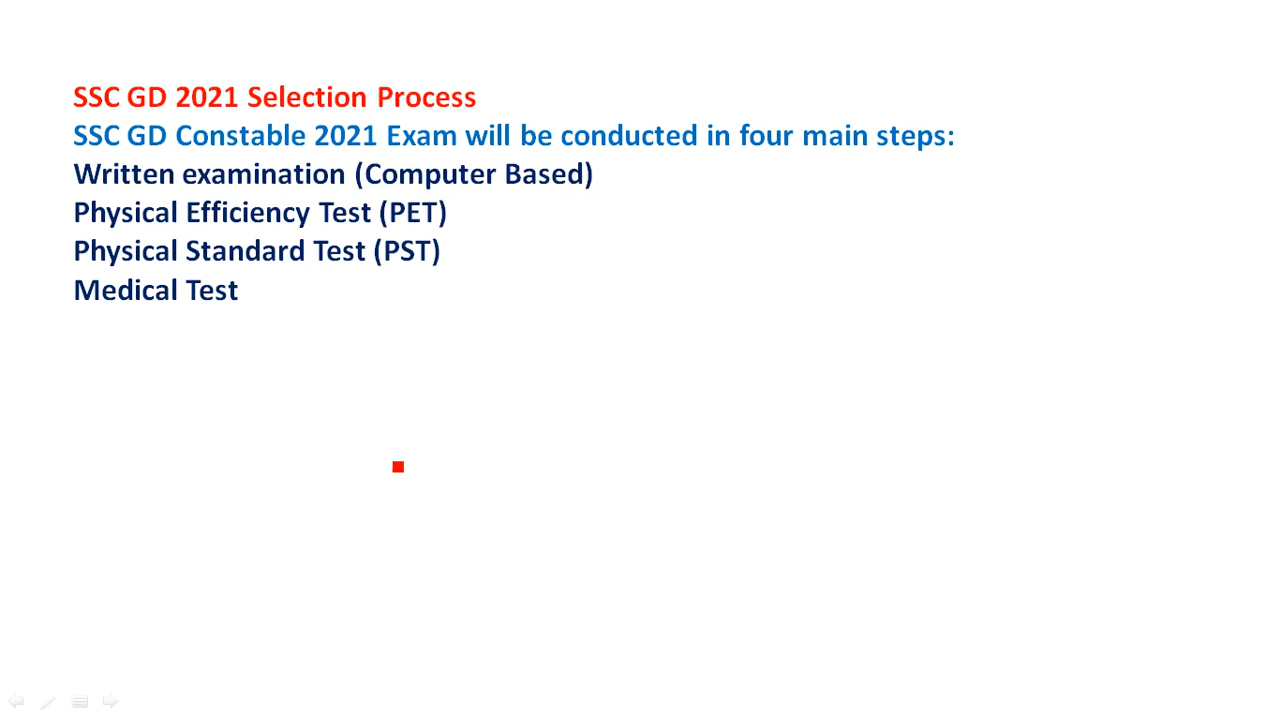 SSC GD 2021 Selection Process
SSC GD Constable 2021 Exam will be conducted in four main steps:
Written examination (Computer Based)
Physical Efficiency Test (PET)
Physical Standard Test (PST)
Medical Test